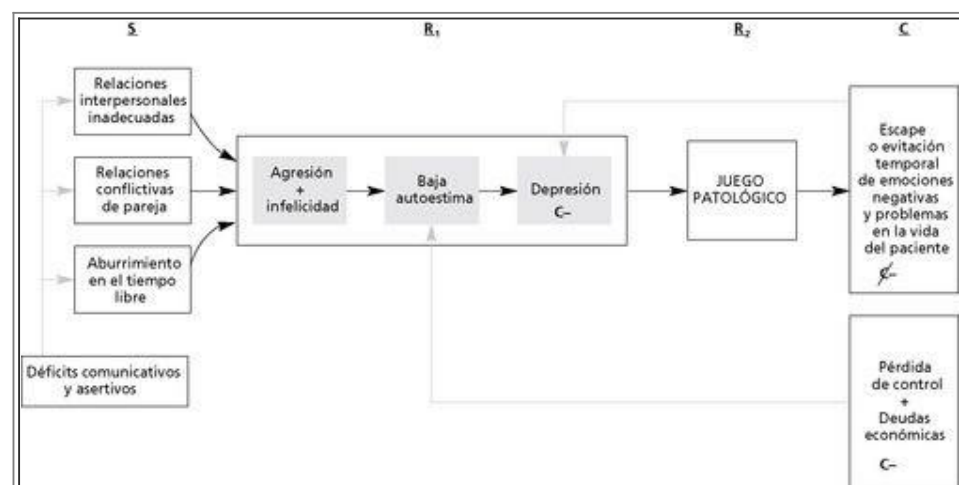 S R₁ R₂ C
Relaciones
interpersonales
inadecuadas
Relaciones
conflictivas
de pareja
Aburrimiento
en el tiempo
libre
Déficits comunicativos
y asertivos
Agresión
+
infelicidad
Baja
autoestima
Depresión
C–
JUEGO
PATOLÓGICO
Escape
o evitación
temporal
de emociones
negativas
y problemas
en la vida
del paciente
C̸–
Pérdida
de control
+
Deudas
económicas
C–